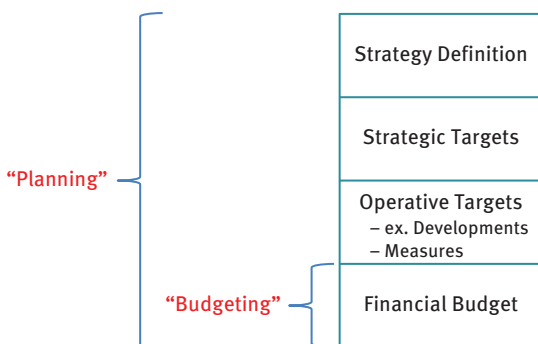 Strategy Definition
Strategic Targets
“Planning”
Operative Targets
– ex. Developments
– Measures
“Budgeting”
Financial Budget